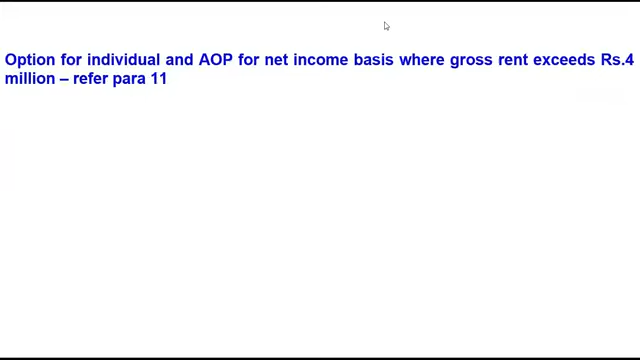 Option for individual and AOP for net income basis where gross rent exceeds Rs.4
million – refer para 11